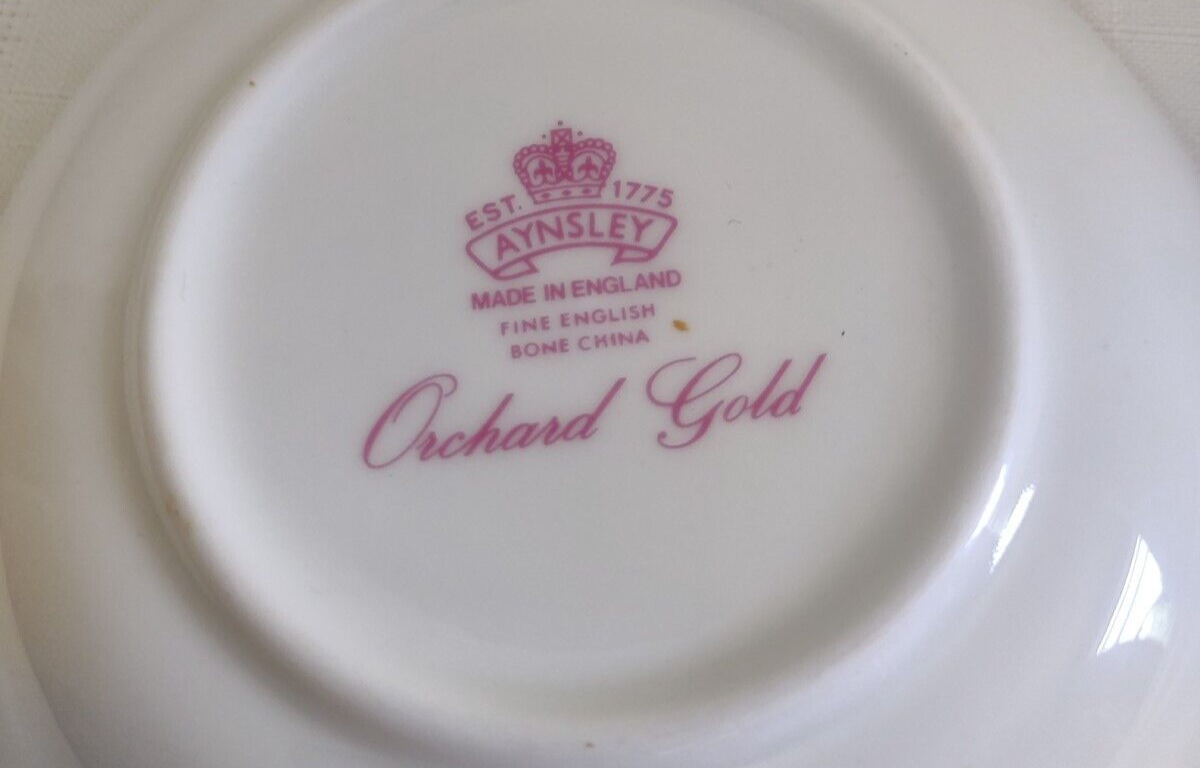 EST. 1775
AYNSLEY
MADE IN ENGLAND
FINE ENGLISH
BONE CHINA
Orchard Gold